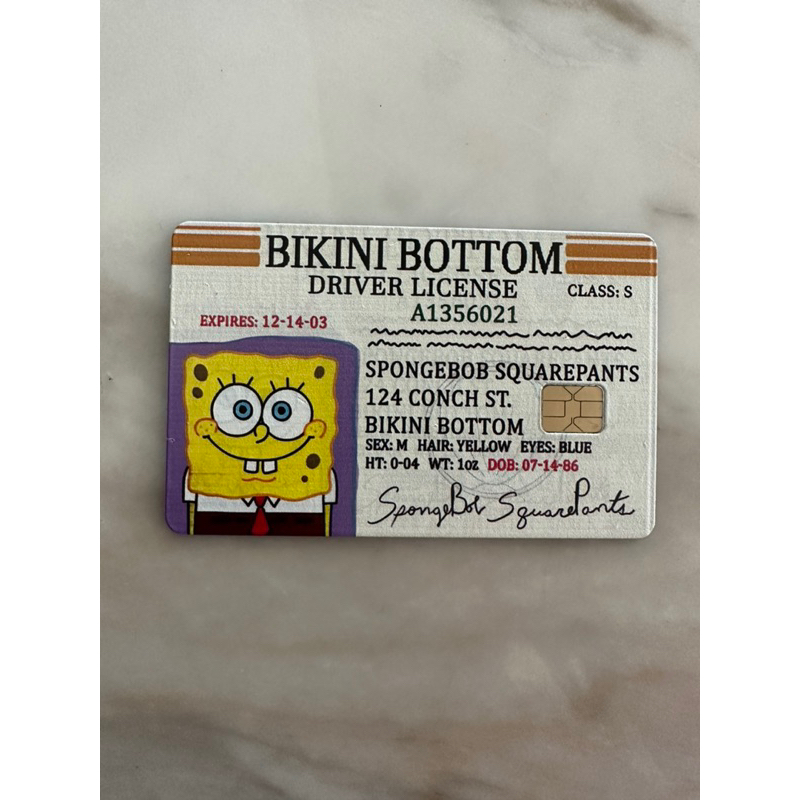 BIKINI BOTTOM
DRIVER LICENSE
CLASS: S
A1356021
EXPIRES: 12-14-03
SPONGEBOB SQUAREPANTS
124 CONCH ST.
BIKINI BOTTOM
SEX: M HAIR: YELLOW EYES: BLUE
HT: 0-04 WT: 1oz DOB: 07-14-86
SpongeBob SquarePants